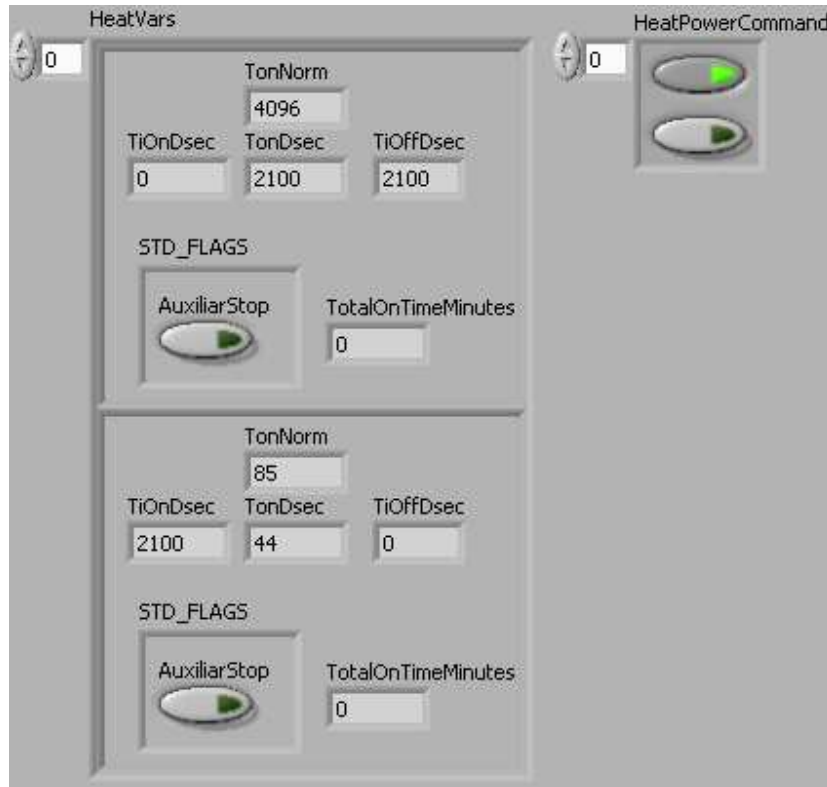 HeatVars
HeatPowerCommand
0
0
TonNorm
4096
TiOnDsec TonDsec TiOffDsec
0 2100 2100
STD_FLAGS
AuxiliarStop
TotalOnTimeMinutes
0
TonNorm
85
TiOnDsec TonDsec TiOffDsec
2100 44 0
STD_FLAGS
AuxiliarStop
TotalOnTimeMinutes
0